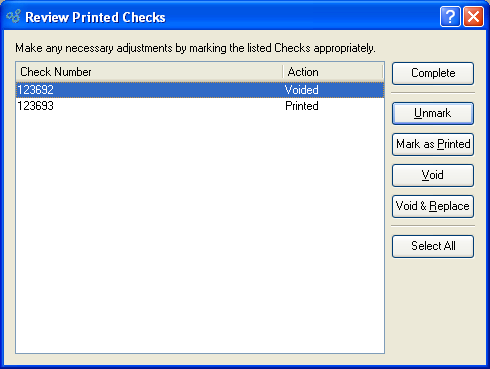 Review Printed Checks
Make any necessary adjustments by marking the listed Checks appropriately.
Check Number Action
123692 Voided
123693 Printed
Complete
Unmark
Mark as Printed
Void
Void & Replace
Select All